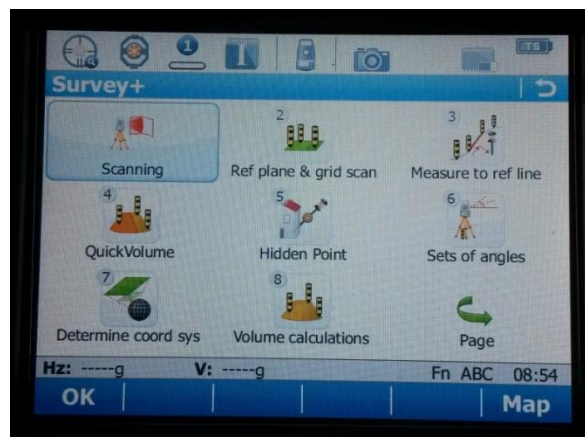 1
I
TS
Survey+
Scanning
2
Ref plane & grid scan
3
Measure to ref line
4
QuickVolume
5
Hidden Point
6
Sets of angles
7
Determine coord sys
8
Volume calculations
Page
Hz: -----g V: -----g Fn ABC 08:54
OK Map